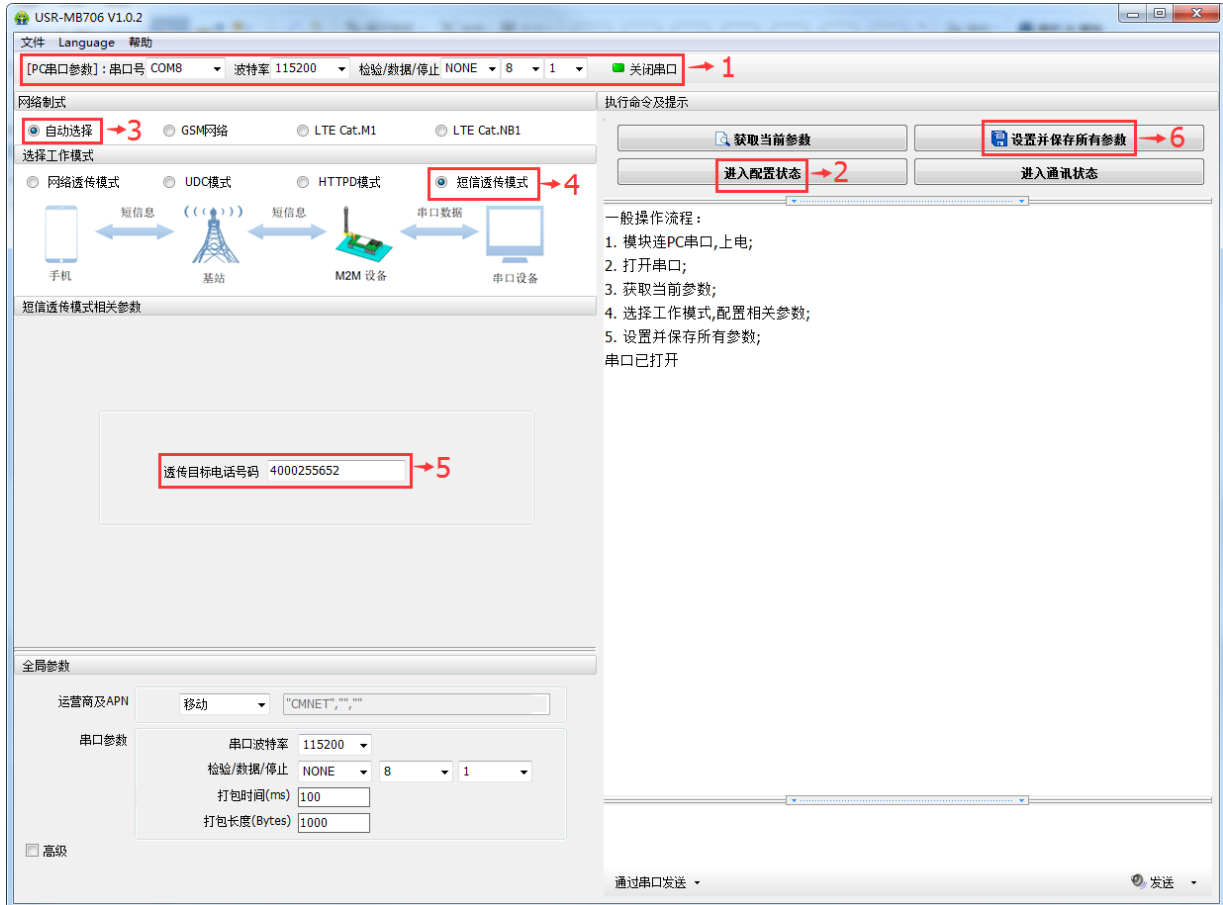 USR-MB706 V1.0.2
文件 Language 帮助
[PC串口参数]:串口号 COM8 波特率 115200 检验/数据/停止 NONE 8 1 关闭串口 1
网络制式
自动选择 3 GSM网络 LTE Cat.M1 LTE Cat.NB1
选择工作模式
网络透传模式 UDC模式 HTTPD模式 短信透传模式 4
短信息 短信息 串口数据
手机 基站 M2M 设备 串口设备
短信透传模式相关参数
透传目标电话号码 4000255652 5
全局参数
运营商及APN 移动 "CMNET","",""
串口参数 串口波特率 115200
检验/数据/停止 NONE 8 1
打包时间(ms) 100
打包长度(Bytes) 1000
高级
执行命令及提示
获取当前参数 设置并保存所有参数 6
进入配置状态 2 进入通讯状态
一般操作流程:
1. 模块连PC串口,上电;
2. 打开串口;
3. 获取当前参数;
4. 选择工作模式,配置相关参数;
5. 设置并保存所有参数;
串口已打开
通过串口发送 发送